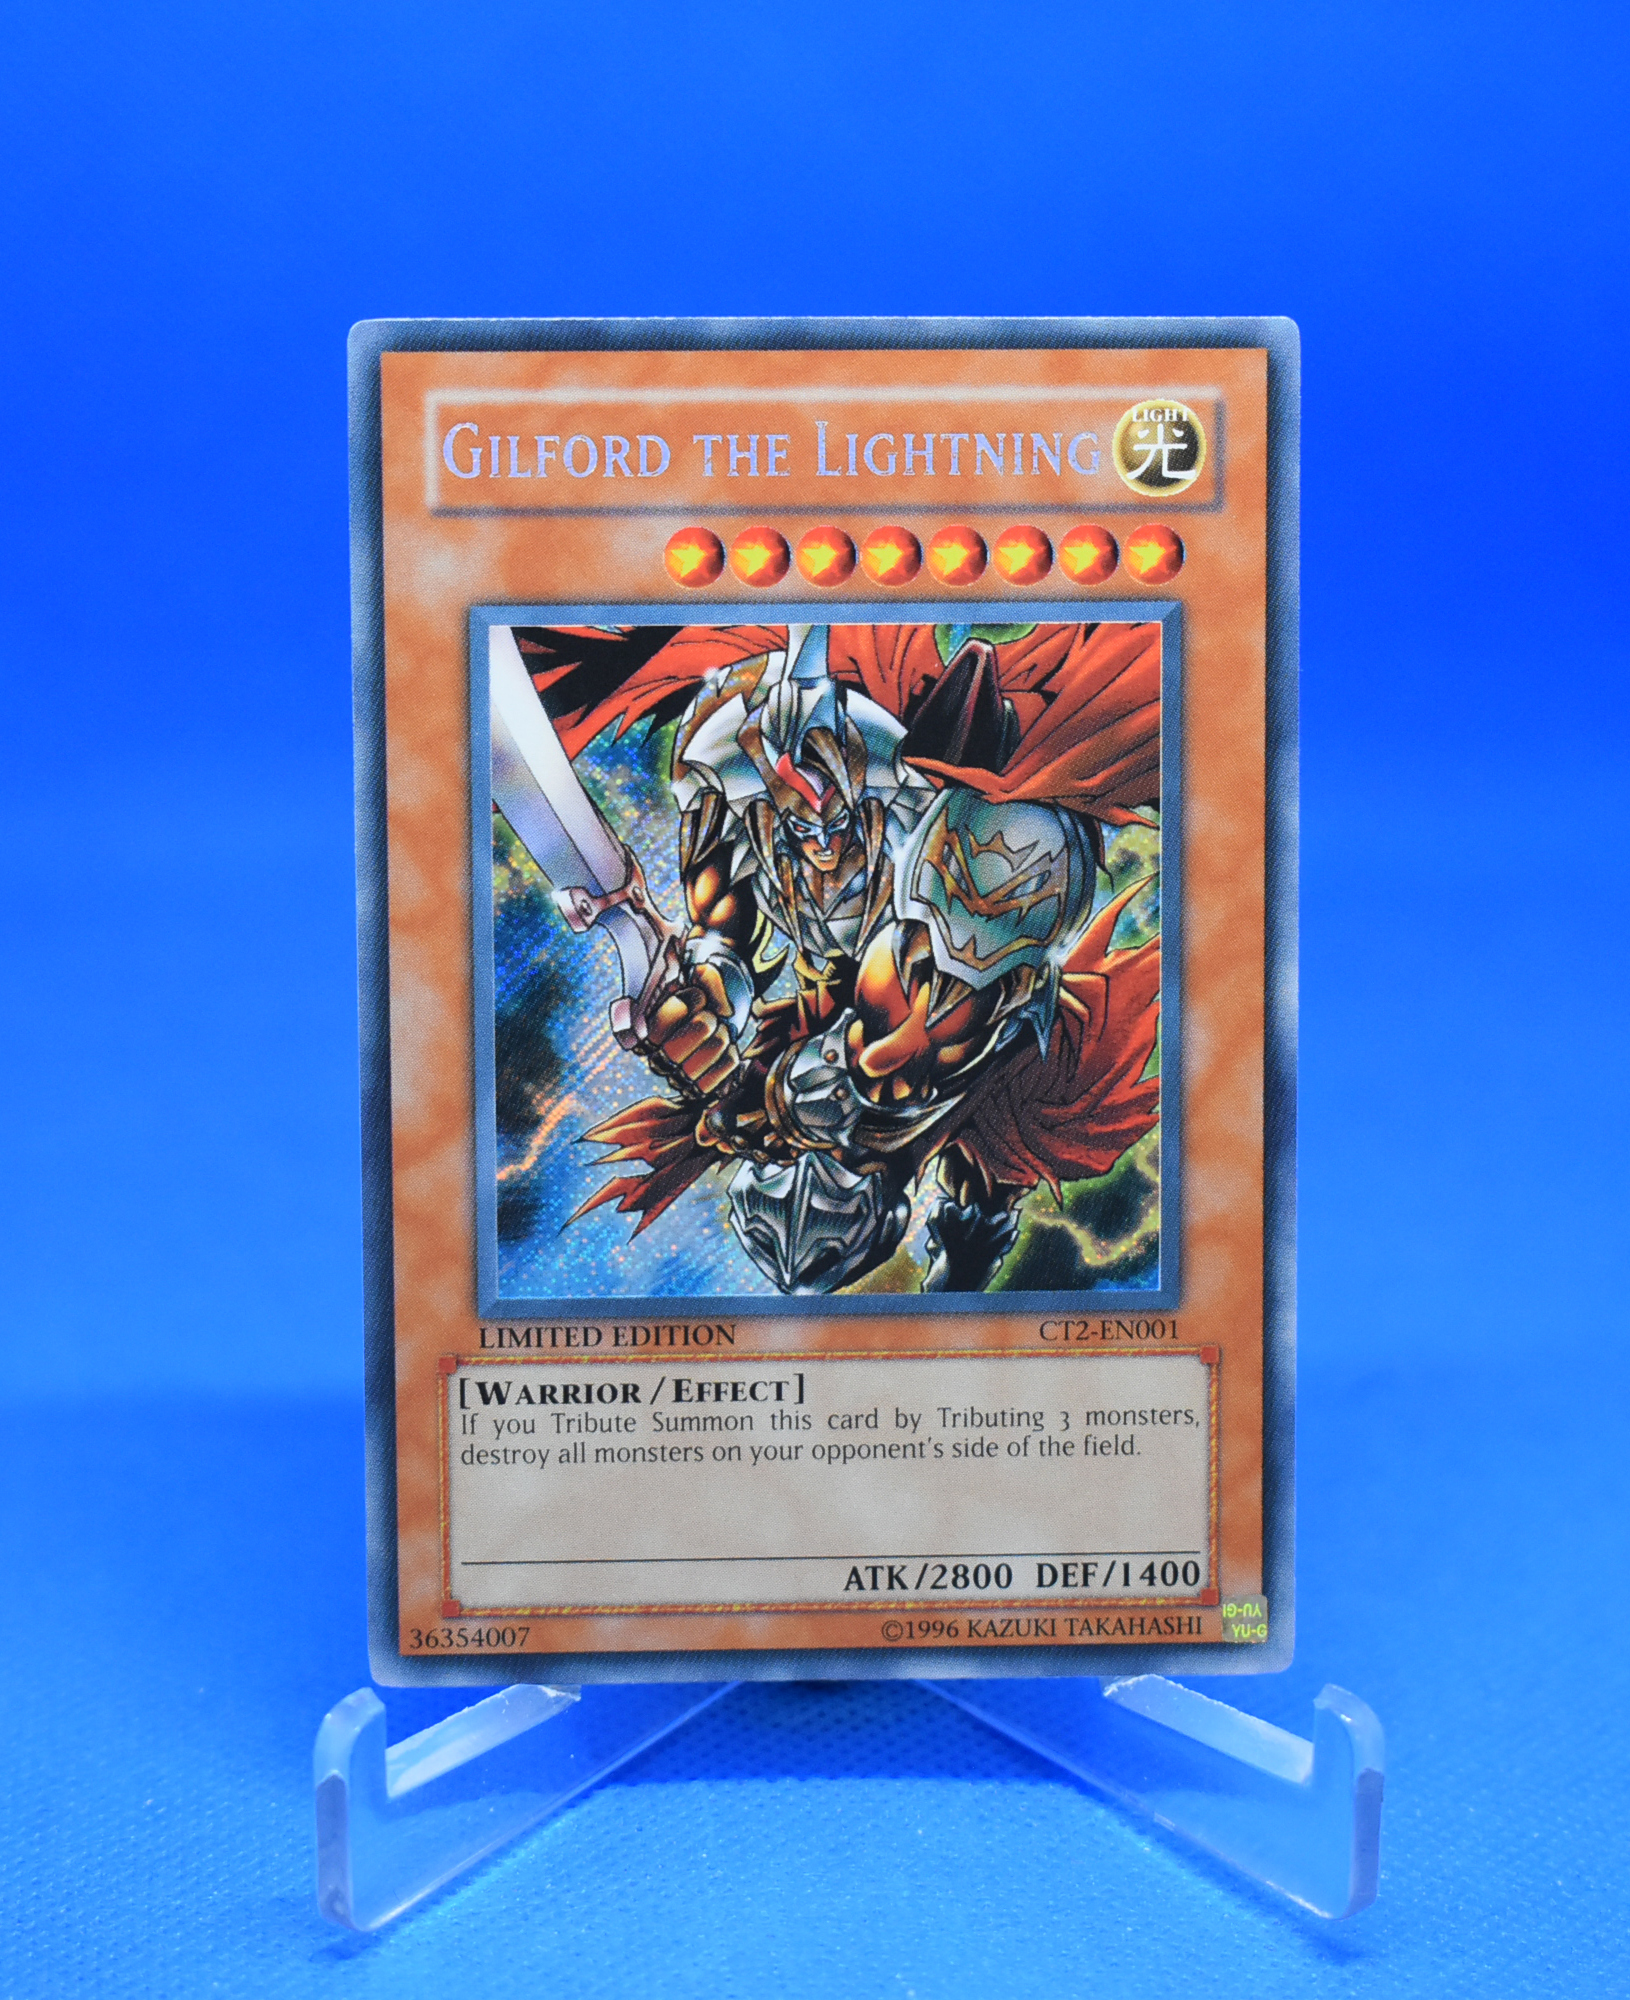 GILFORD THE LIGHTNING
LIGHT
光
LIMITED EDITION
CT2-EN001
[WARRIOR/EFFECT]
If you Tribute Summon this card by Tributing 3 monsters,
destroy all monsters on your opponent's side of the field.
ATK/2800 DEF/1400
36354007
©1996 KAZUKI TAKAHASHI
YU-G